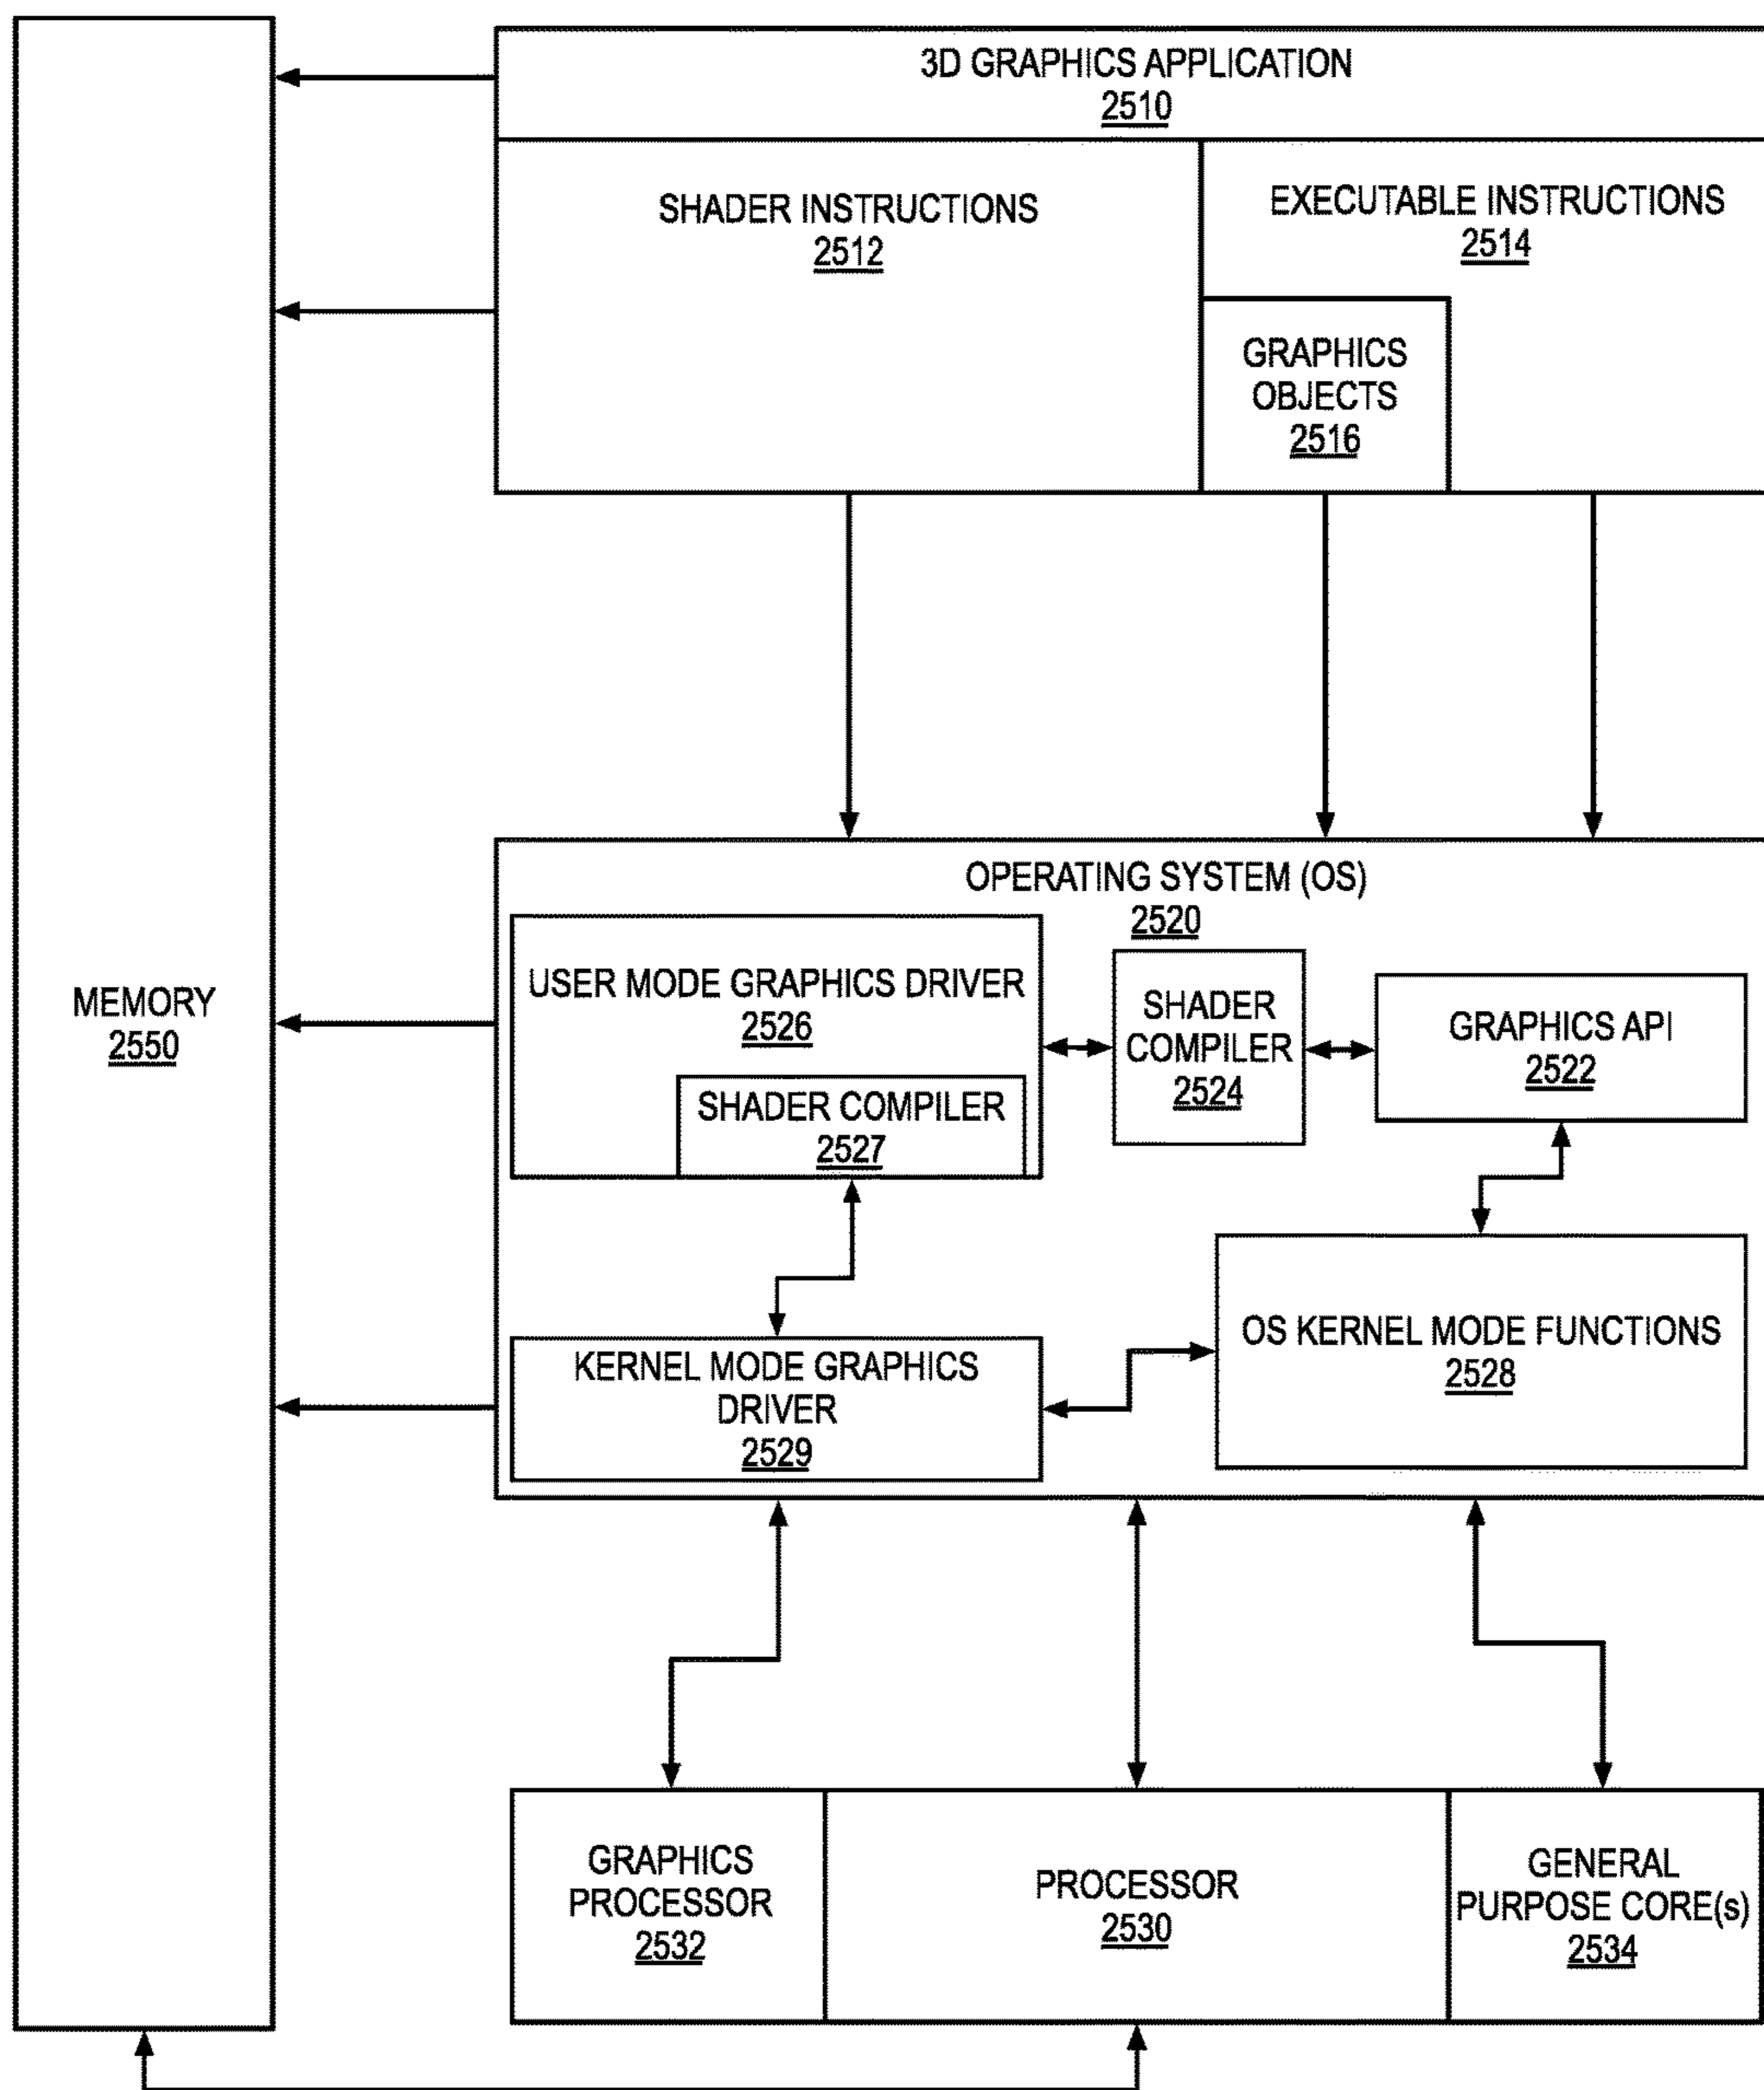 3D GRAPHICS APPLICATION
2510
SHADER INSTRUCTIONS
2512
EXECUTABLE INSTRUCTIONS
2514
GRAPHICS
OBJECTS
2516
MEMORY
2550
OPERATING SYSTEM (OS)
2520
USER MODE GRAPHICS DRIVER
2526
SHADER COMPILER
2527
SHADER
COMPILER
2524
GRAPHICS API
2522
KERNEL MODE GRAPHICS
DRIVER
2529
OS KERNEL MODE FUNCTIONS
2528
GRAPHICS
PROCESSOR
2532
PROCESSOR
2530
GENERAL
PURPOSE CORE(s)
2534